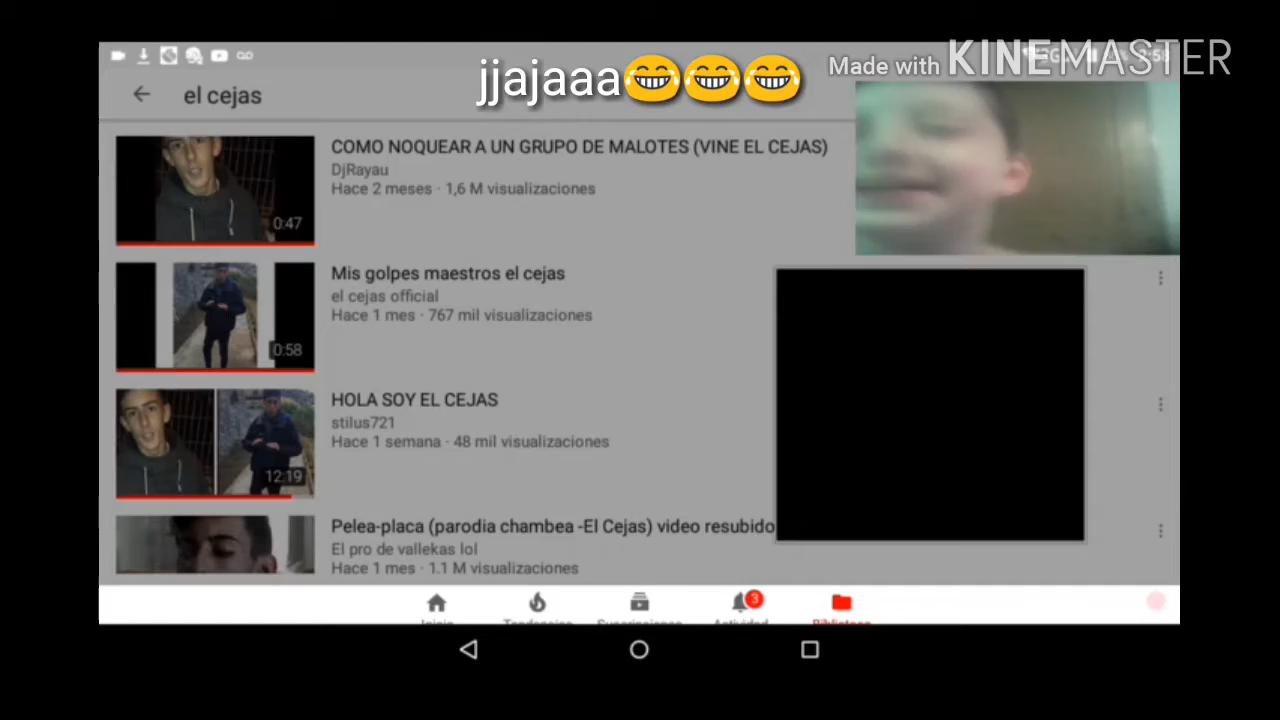 jjajaaa😂😂😂
Made with KINEMASTER
el cejas
COMO NOQUEAR A UN GRUPO DE MALOTES (VINE EL CEJAS)
DjRayau
Hace 2 meses · 1,6 M visualizaciones
0:47
Mis golpes maestros el cejas
el cejas official
Hace 1 mes · 767 mil visualizaciones
0:58
HOLA SOY EL CEJAS
stilus721
Hace 1 semana · 48 mil visualizaciones
12:19
Pelea-placa (parodia chambea -El Cejas) video resubido
El pro de vallekas lol
Hace 1 mes · 1.1 M visualizaciones
3